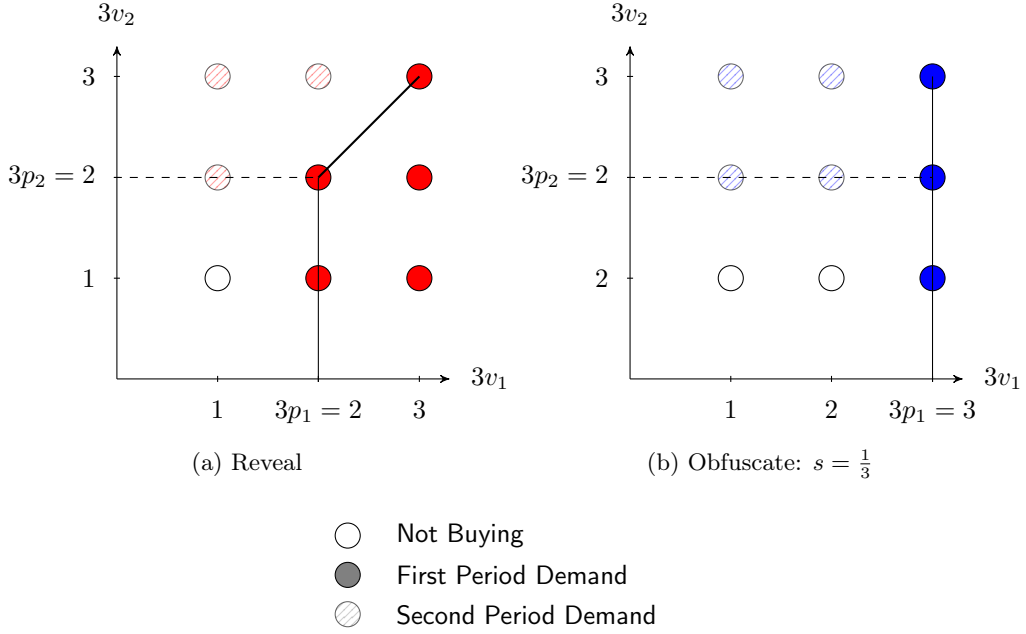 3v₂
3
3p₂ = 2
1
1
3p₁ = 2
3
3v₁
(a) Reveal
3v₂
3
3p₂ = 2
2
1
2
3p₁ = 3
3v₁
(b) Obfuscate: s = 1/3
Not Buying
First Period Demand
Second Period Demand